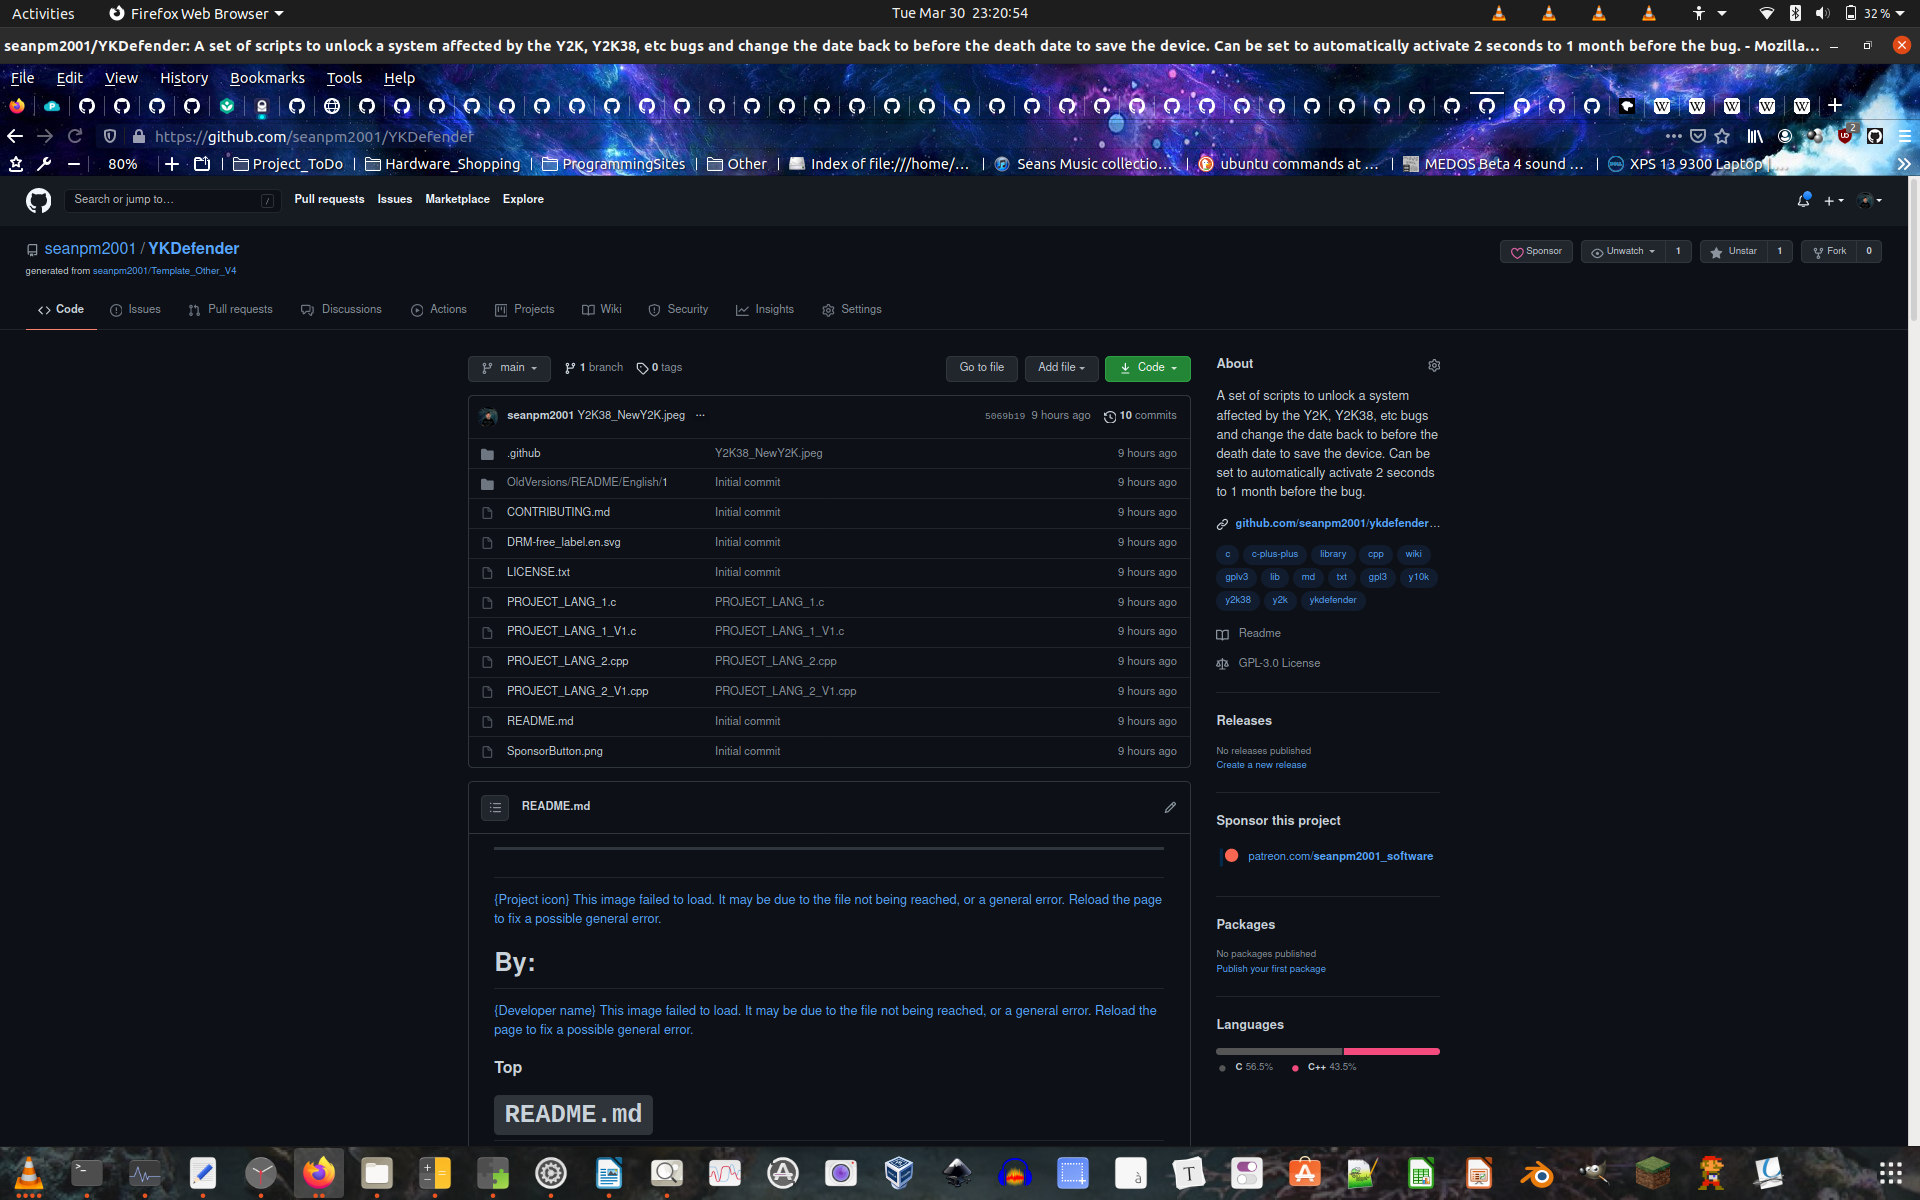 Activities Firefox Web Browser Tue Mar 30 23:20:54 32 %
seanpm2001/YKDefender: A set of scripts to unlock a system affected by the Y2K, Y2K38, etc bugs and change the date back to before the death date to save the device. Can be set to automatically activate 2 seconds to 1 month before the bug. - Mozilla...
File Edit View History Bookmarks Tools Help
https://github.com/seanpm2001/YKDefender 2
80% Project_ToDo Hardware_Shopping ProgrammingSites Other Index of file:///home/... Seans Music collectio... ubuntu commands at ... MEDOS Beta 4 sound ... XPS 13 9300 Laptop
Search or jump to... / Pull requests Issues Marketplace Explore
seanpm2001 / YKDefender Sponsor Unwatch 1 Unstar 1 Fork 0
generated from seanpm2001/Template_Other_V4
Code Issues Pull requests Discussions Actions Projects Wiki Security Insights Settings
main 1 branch 0 tags Go to file Add file Code
seanpm2001 Y2K38_NewY2K.jpeg ... 5069b19 9 hours ago 10 commits
.github Y2K38_NewY2K.jpeg 9 hours ago
OldVersions/README/English/1 Initial commit 9 hours ago
CONTRIBUTING.md Initial commit 9 hours ago
DRM-free_label.en.svg Initial commit 9 hours ago
LICENSE.txt Initial commit 9 hours ago
PROJECT_LANG_1.c PROJECT_LANG_1.c 9 hours ago
PROJECT_LANG_1_V1.c PROJECT_LANG_1_V1.c 9 hours ago
PROJECT_LANG_2.cpp PROJECT_LANG_2.cpp 9 hours ago
PROJECT_LANG_2_V1.cpp PROJECT_LANG_2_V1.cpp 9 hours ago
README.md Initial commit 9 hours ago
SponsorButton.png Initial commit 9 hours ago
README.md
{Project icon} This image failed to load. It may be due to the file not being reached, or a general error. Reload the page
to fix a possible general error.
By:
{Developer name} This image failed to load. It may be due to the file not being reached, or a general error. Reload the
page to fix a possible general error.
Top
README.md
About
A set of scripts to unlock a system
affected by the Y2K, Y2K38, etc bugs
and change the date back to before the
death date to save the device. Can be
set to automatically activate 2 seconds
to 1 month before the bug.
github.com/seanpm2001/ykdefender...
c c-plus-plus library cpp wiki
gplv3 lib md txt gpl3 y10k
y2k38 y2k ykdefender
Readme
GPL-3.0 License
Releases
No releases published
Create a new release
Sponsor this project
patreon.com/seanpm2001_software
Packages
No packages published
Publish your first package
Languages
C 56.5% C++ 43.5%